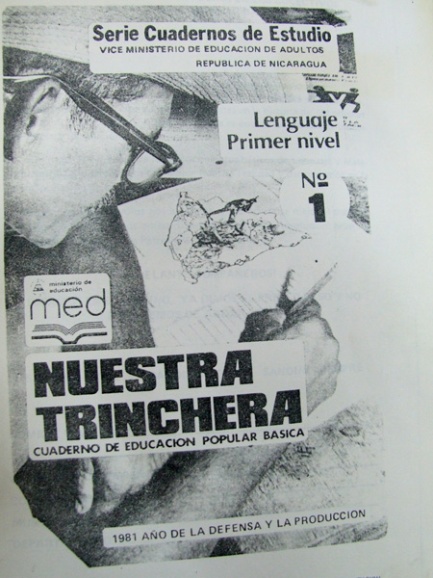 Serie Cuadernos de Estudio
VICE MINISTERIO DE EDUCACION DE ADULTOS
REPUBLICA DE NICARAGUA
Lenguaje
Primer nivel
Nº
1
ministerio de
educación
med
NUESTRA
TRINCHERA
CUADERNO DE EDUCACION POPULAR BASICA
1981 AÑO DE LA DEFENSA Y LA PRODUCCION